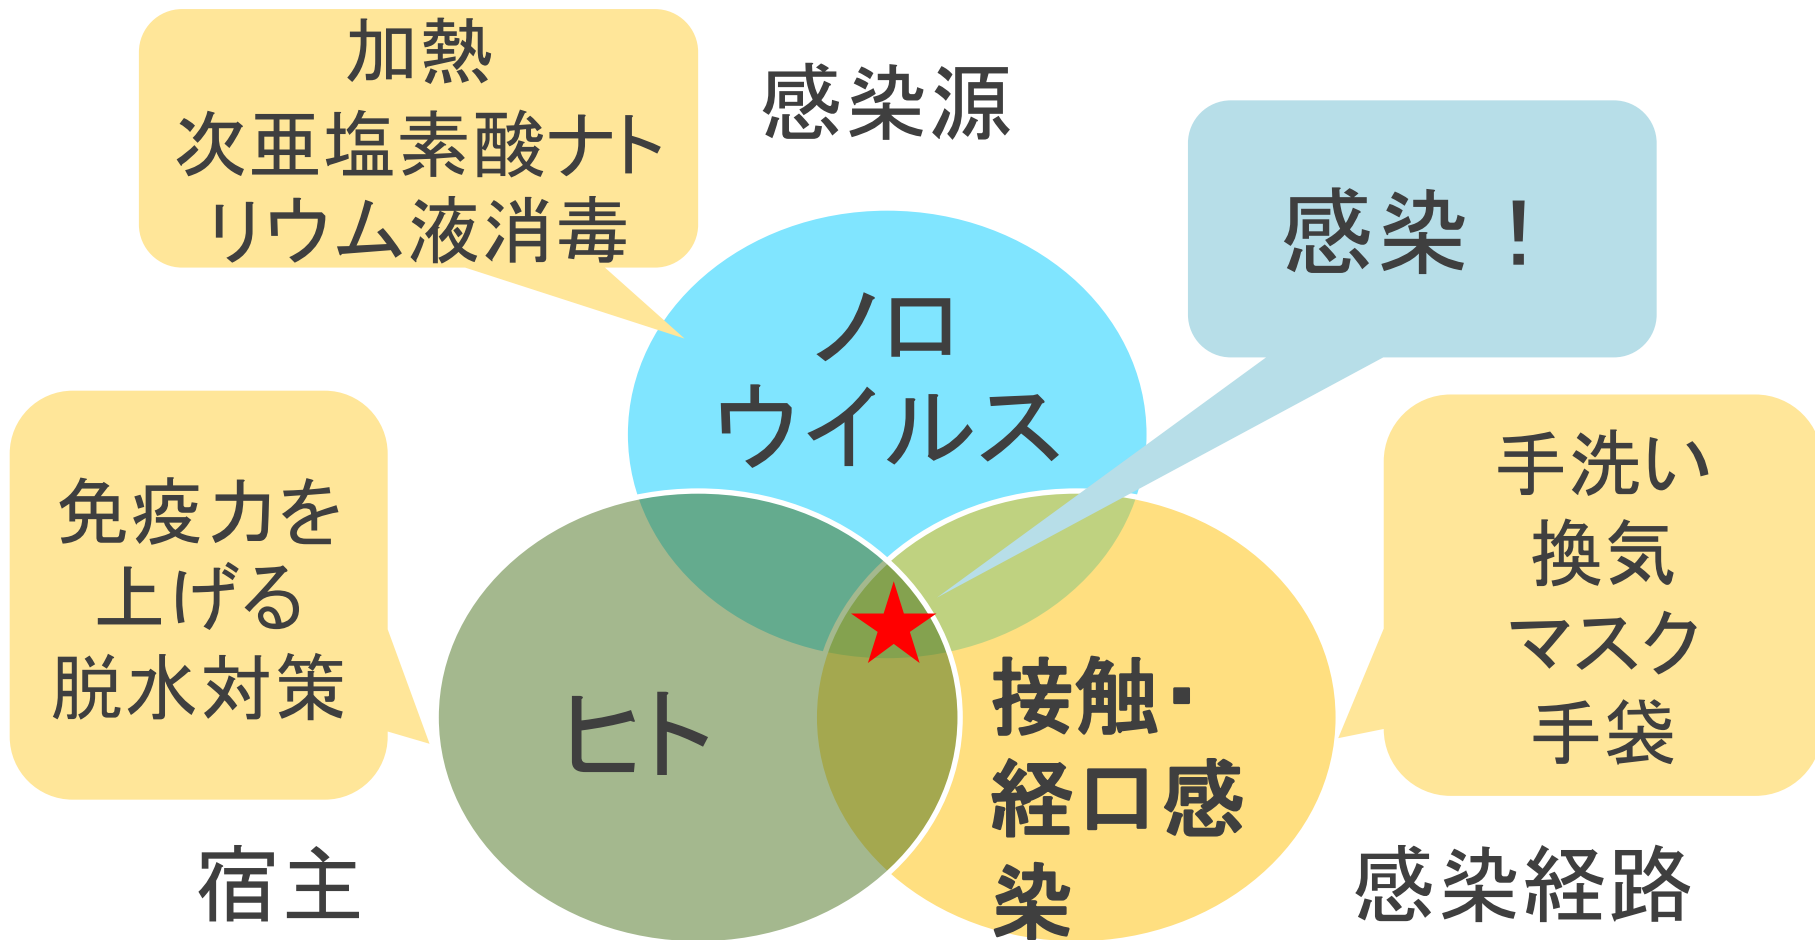 加熱
次亜塩素酸ナト
リウム液消毒
感染源
感染！
ノロ
ウイルス
免疫力を
上げる
脱水対策
手洗い
換気
マスク
手袋
ヒト
接触・
経口感
染
宿主
感染経路